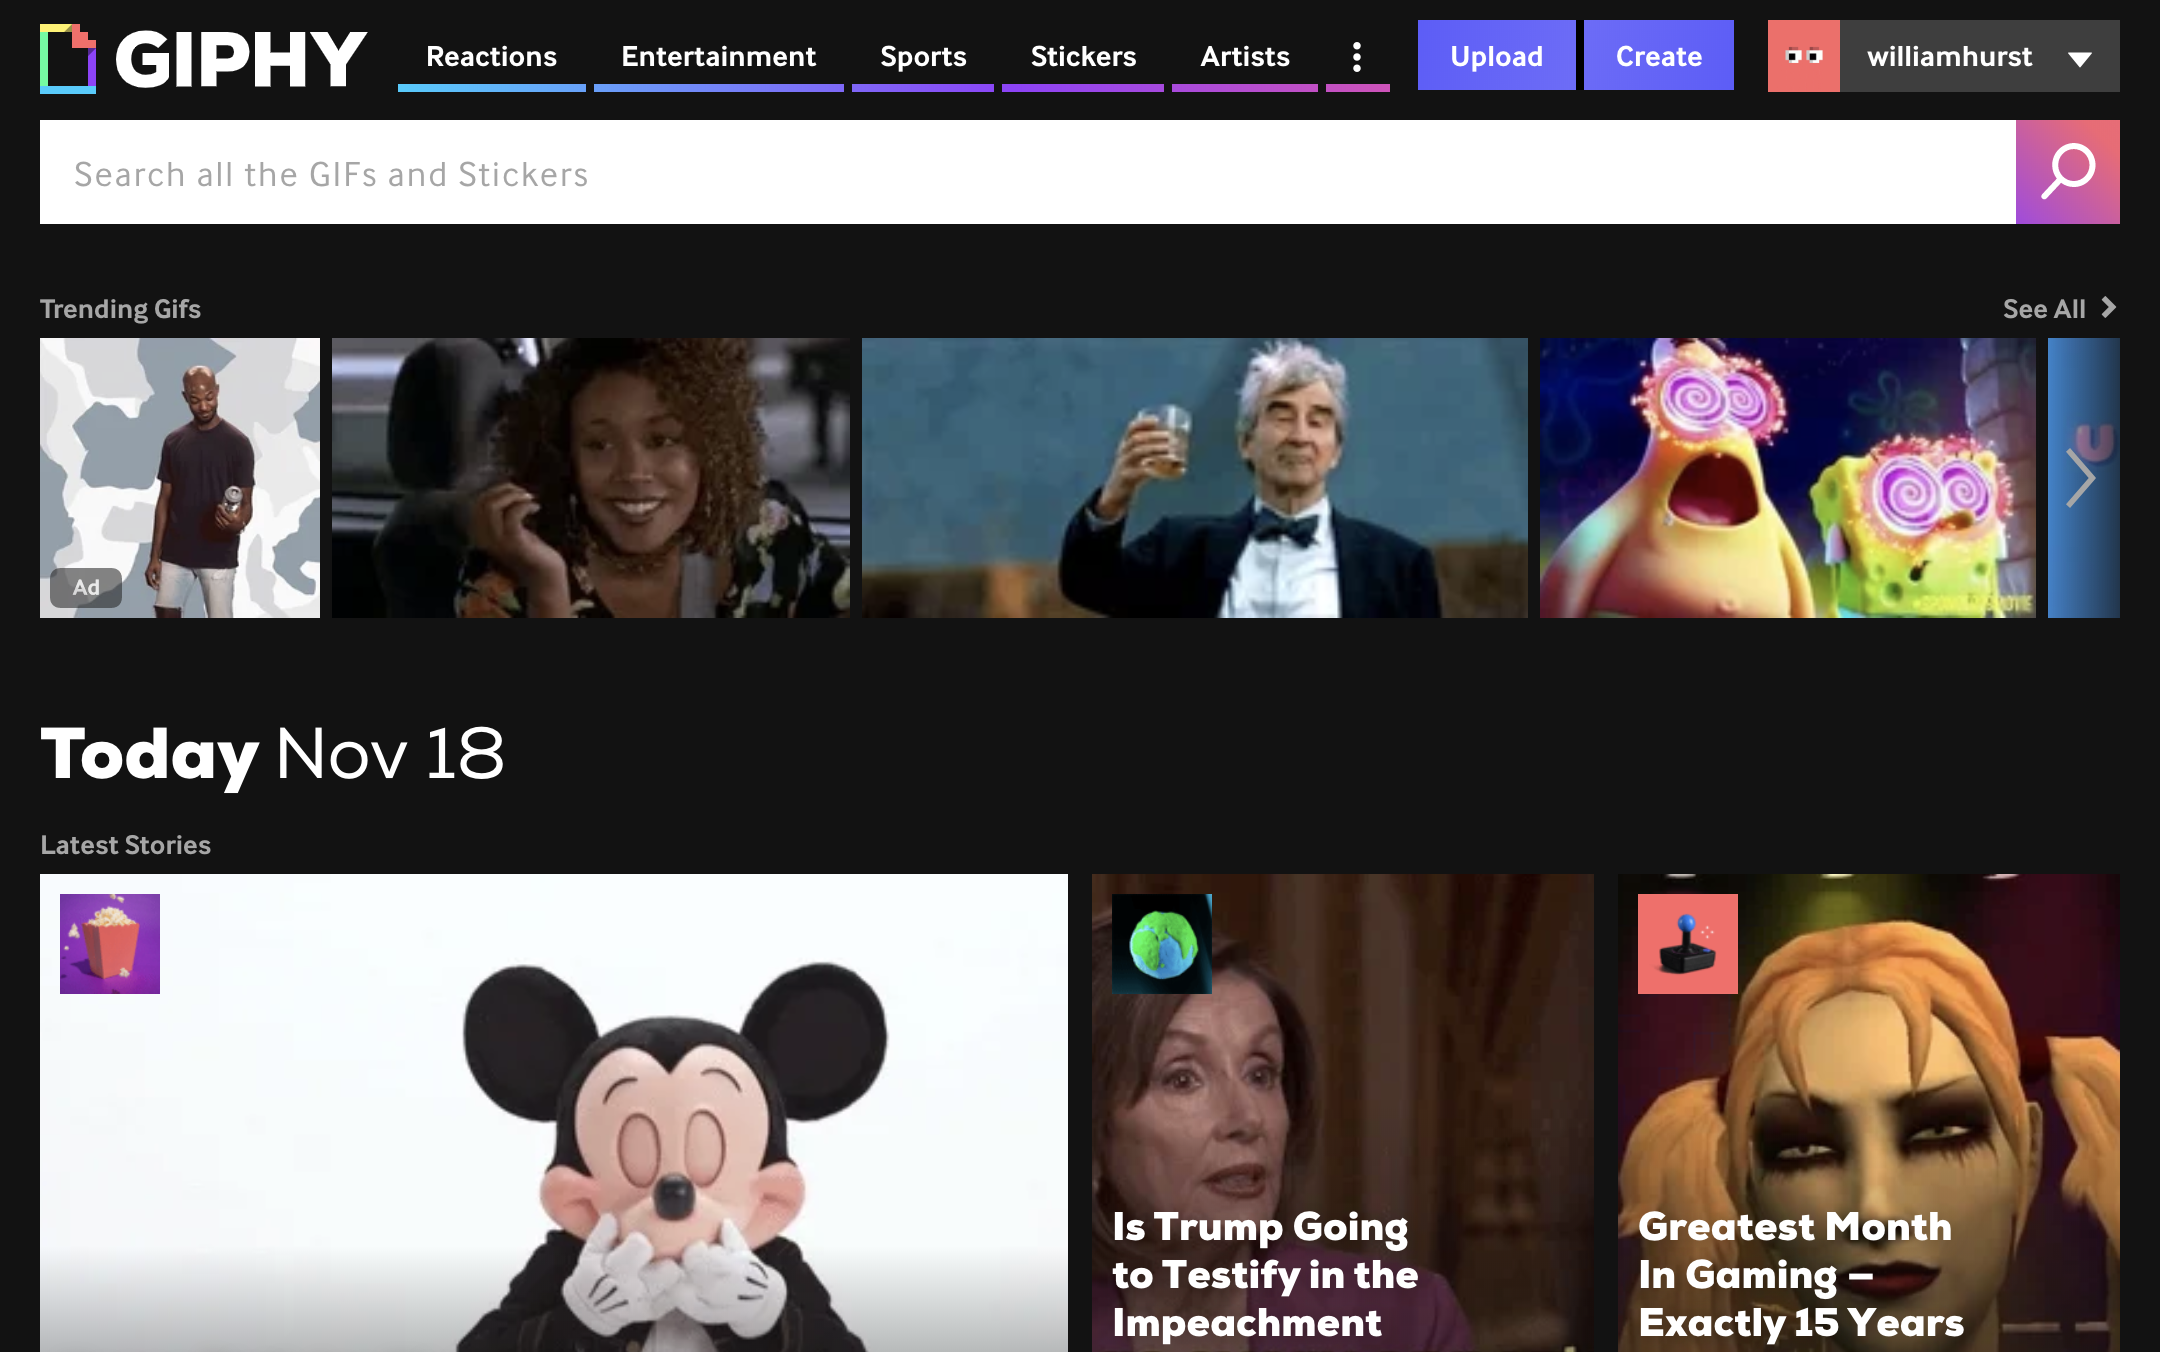 GIPHY
Reactions
Entertainment
Sports
Stickers
Artists
Upload
Create
williamhurst
Search all the GIFs and Stickers
Trending Gifs
See All
Ad
U
Today Nov 18
Latest Stories
Is Trump Going
to Testify in the
Impeachment
Greatest Month
In Gaming –
Exactly 15 Years